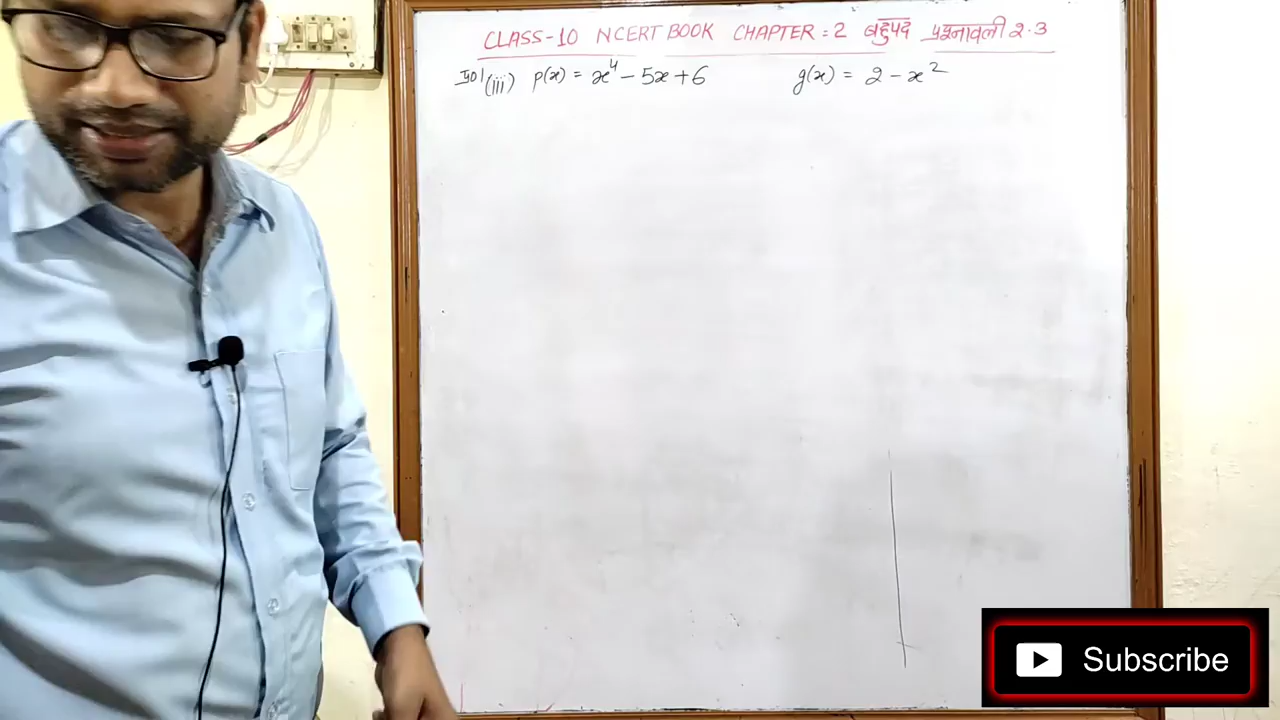 CLASS-10 NCERT BOOK CHAPTER = 2 बहुपद प्रश्नावली 2.3
प्र०1 (iii) p(x) = x⁴ - 5x + 6 g(x) = 2 - x²
Subscribe